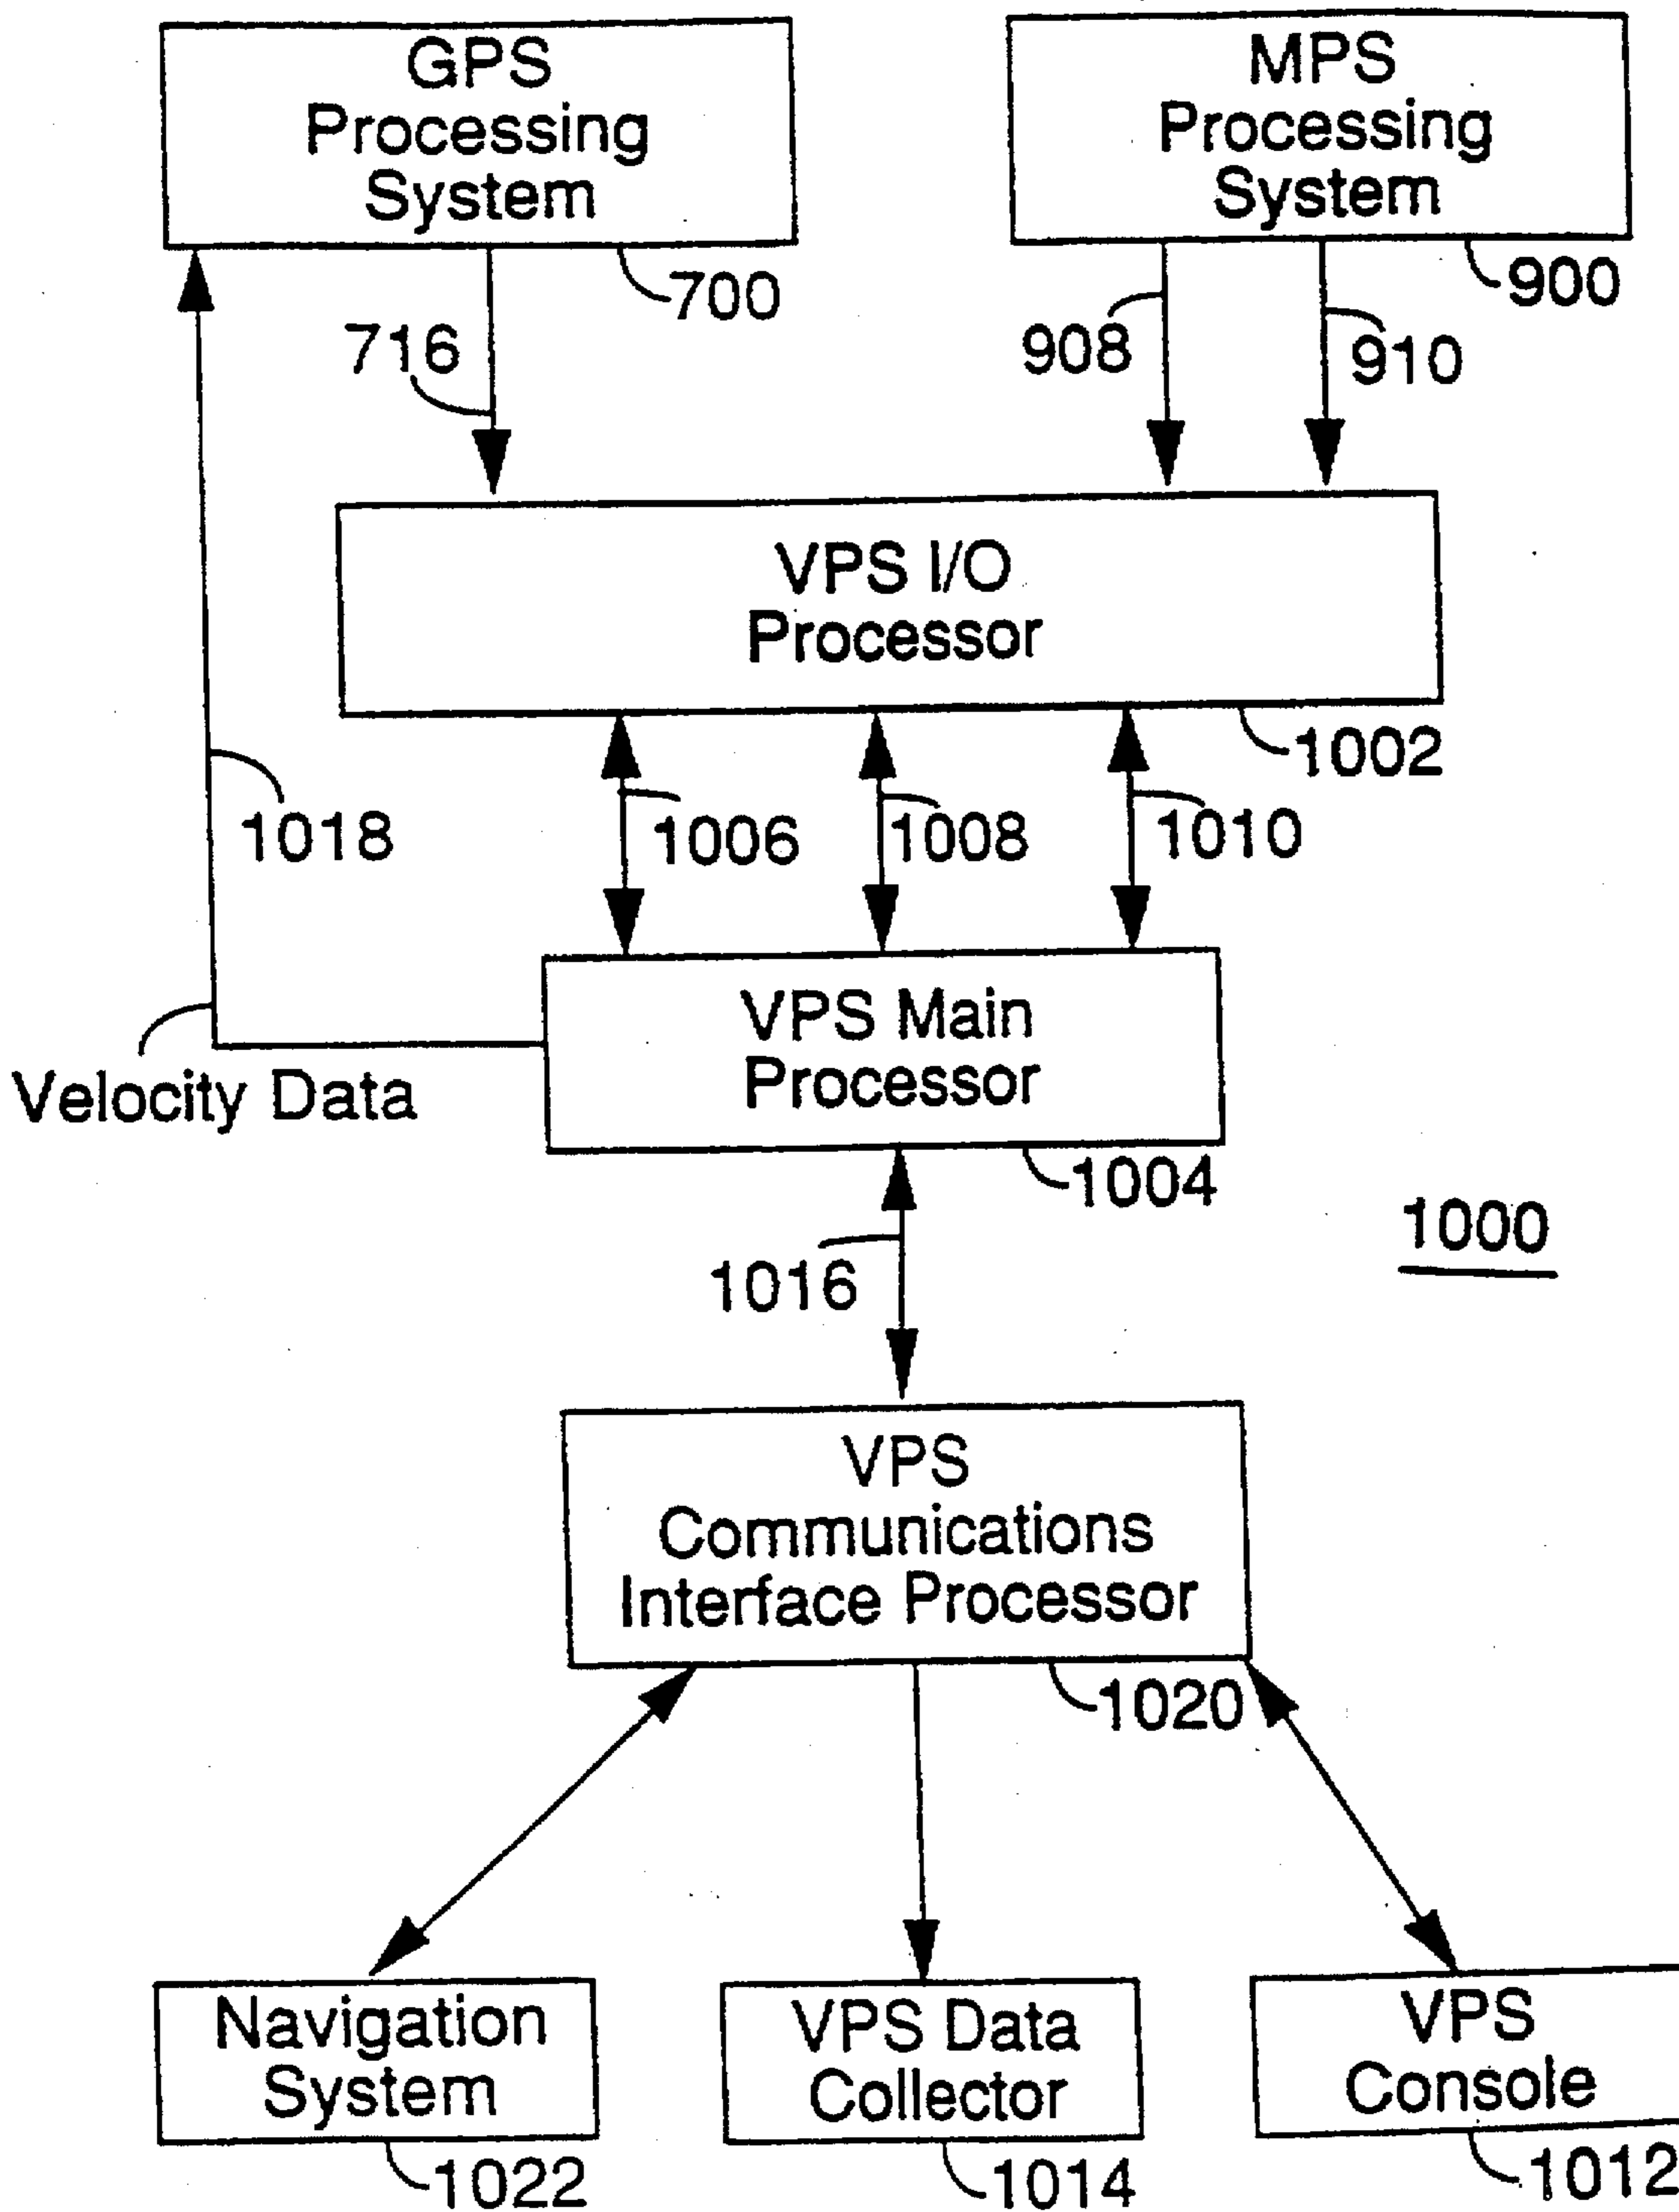 GPS
Processing
System
MPS
Processing
System
700
900
716
908
910
VPS I/O
Processor
1002
1018
1006
1008
1010
VPS Main
Processor
Velocity Data
1004
1000
1016
VPS
Communications
Interface Processor
1020
Navigation
System
VPS Data
Collector
VPS
Console
1022
1014
1012